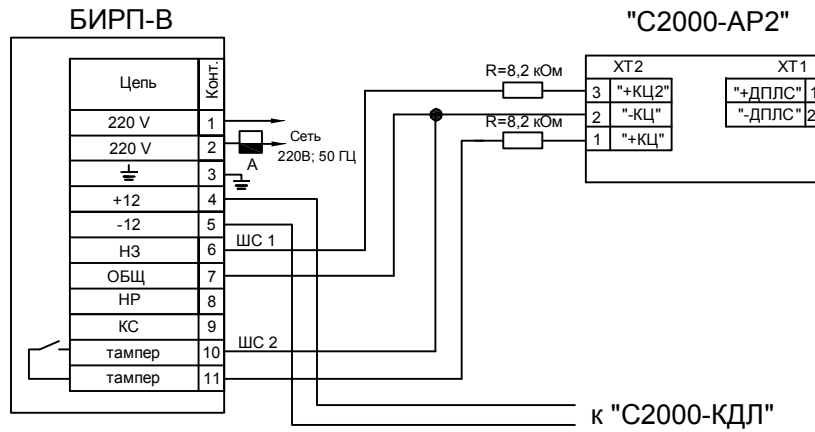 БИРП-В
"С2000-АР2"
Цепь
Конт.
220 V
1
220 V
2
3
+12
4
-12
5
НЗ
6
ОБЩ
7
НР
8
КС
9
тампер
10
тампер
11
А
Сеть
220В; 50 ГЦ
ШС 1
ШС 2
R=8,2 кОм
R=8,2 кОм
XT2
3
"+КЦ2"
2
"-КЦ"
1
"+КЦ"
XT1
"+ДПЛС"
1
"-ДПЛС"
2
к "С2000-КДЛ"